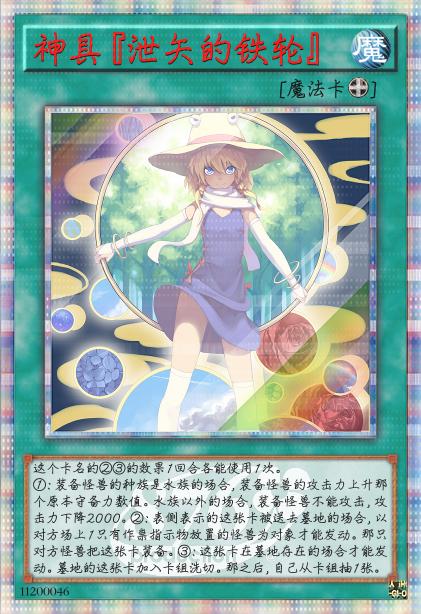 神具『泄矢的铁轮』
魔
[魔法卡]
这个卡名的②③的效果1回合各能使用1次。
①:装备怪兽的种族是水族的场合,装备怪兽的攻击力上升那
个原本守备力数值。水族以外的场合,装备怪兽不能攻击,攻
击力下降2000。②:表侧表示的这张卡被送去墓地的场合,以
对方场上1只有作祟指示物放置的怪兽为对象才能发动。那只
对方怪兽把这张卡装备。③:这张卡在墓地存在的场合才能发
动。墓地的这张卡加入卡组洗切。那之后,自己从卡组抽1张。
11200046